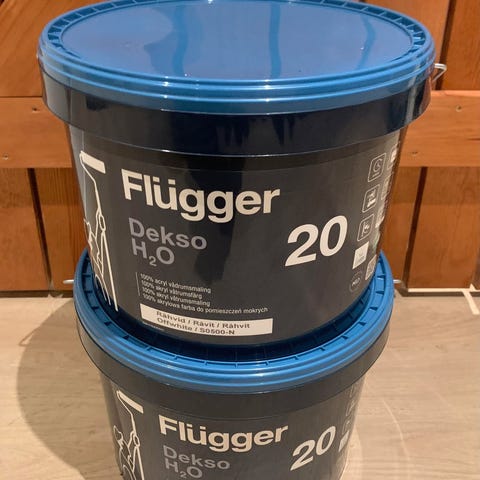 Flügger
Dekso
H₂O
20
100% acryl vådrumsmaling
100% akryl våtrumsfärg
100% akryl våtrumsmaling
100% akrylowa farba do pomieszczeń mokrych
Råhvid / Råvit / Råhvit
Offwhite / S0500-N
Flügger
Dekso
H₂O
20